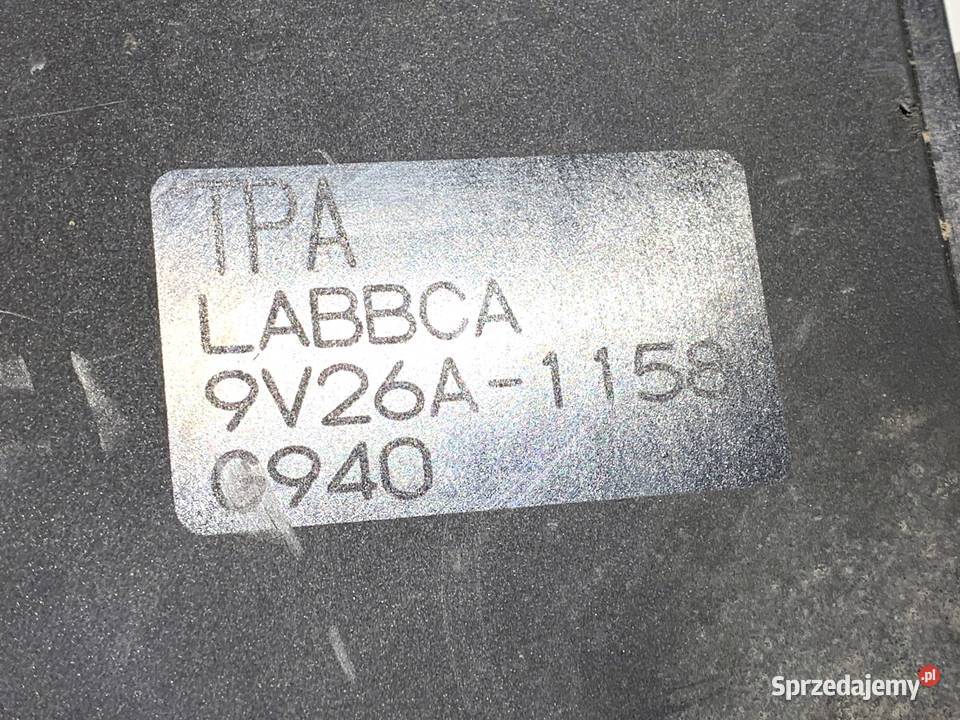 TPA
LABBCA
9V26A-1158
C940
Sprzedajemy.pl